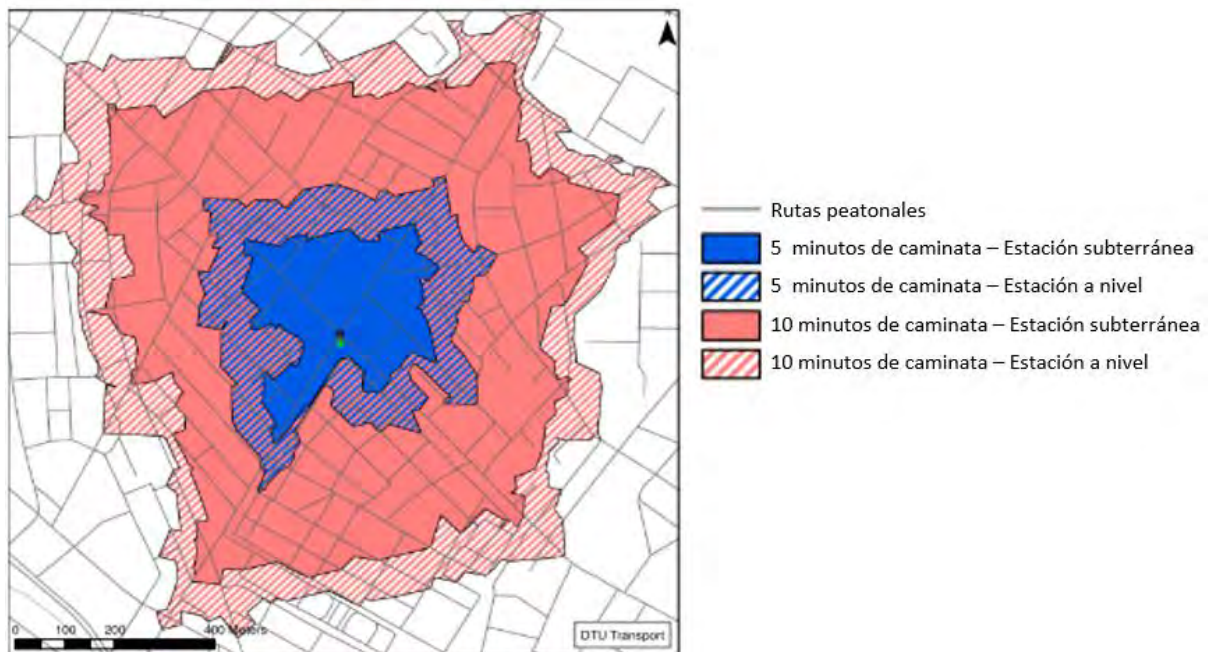 Rutas peatonales
5 minutos de caminata – Estación subterránea
5 minutos de caminata – Estación a nivel
10 minutos de caminata – Estación subterránea
10 minutos de caminata – Estación a nivel
0 100 200 400 Meters
DTU Transport